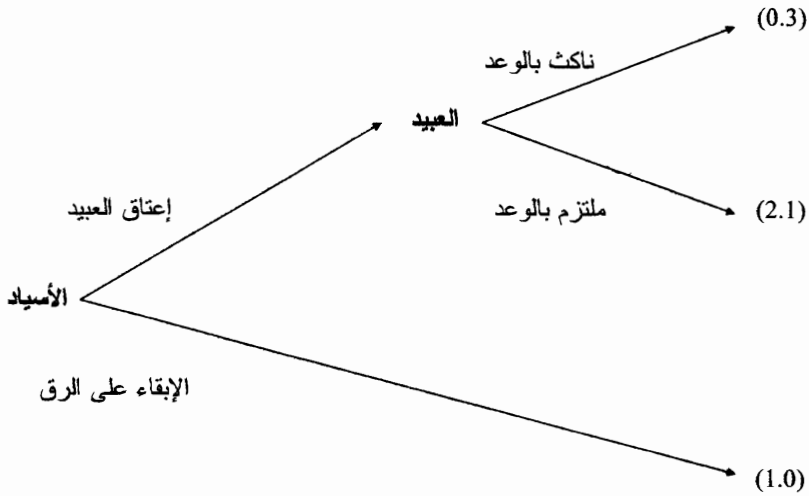 (0.3)
ناكث بالوعد
العبيد
إعتاق العبيد
ملتزم بالوعد
(2.1)
الأسياد
الإبقاء على الرق
(1.0)